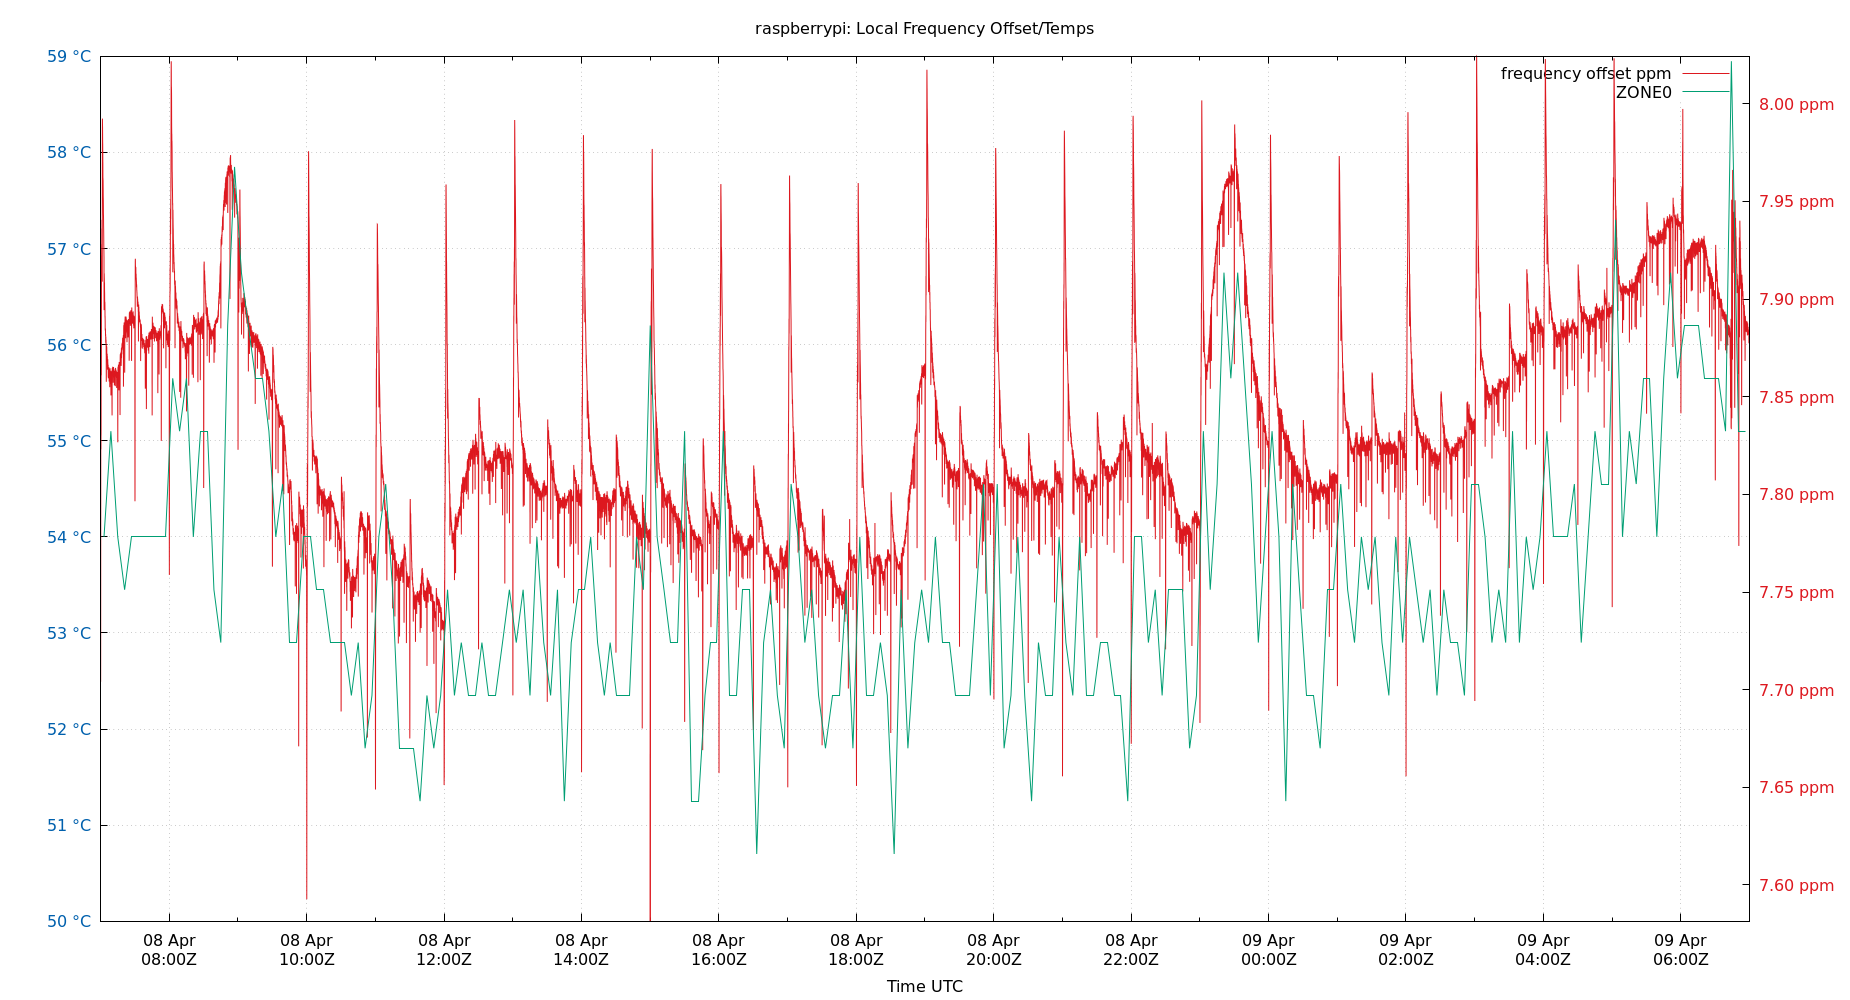 raspberrypi: Local Frequency Offset/Temps
59 °C
58 °C
57 °C
56 °C
55 °C
54 °C
53 °C
52 °C
51 °C
50 °C
frequency offset ppm
ZONE0
8.00 ppm
7.95 ppm
7.90 ppm
7.85 ppm
7.80 ppm
7.75 ppm
7.70 ppm
7.65 ppm
7.60 ppm
08 Apr
08:00Z
08 Apr
10:00Z
08 Apr
12:00Z
08 Apr
14:00Z
08 Apr
16:00Z
08 Apr
18:00Z
08 Apr
20:00Z
08 Apr
22:00Z
09 Apr
00:00Z
09 Apr
02:00Z
09 Apr
04:00Z
09 Apr
06:00Z
Time UTC